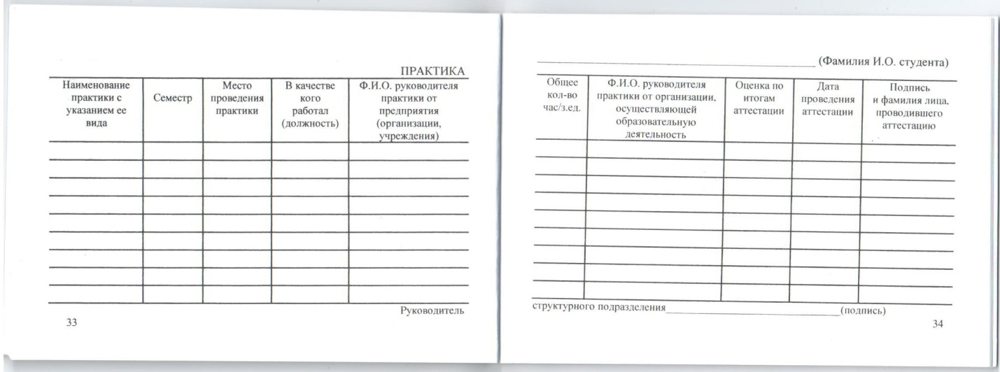 ПРАКТИКА
Наименование
практики с
указанием ее
вида
Семестр
Место
проведения
практики
В качестве
кого
работал
(должность)
Ф.И.О. руководителя
практики от
предприятия
(организации,
учреждения)
Руководитель
33
(Фамилия И.О. студента)
Общее
кол-во
час/з.ед.
Ф.И.О. руководителя
практики от организации,
осуществляющей
образовательную
деятельность
Оценка по
итогам
аттестации
Дата
проведения
аттестации
Подпись
и фамилия лица,
проводившего
аттестацию
структурного подразделения (подпись)
34